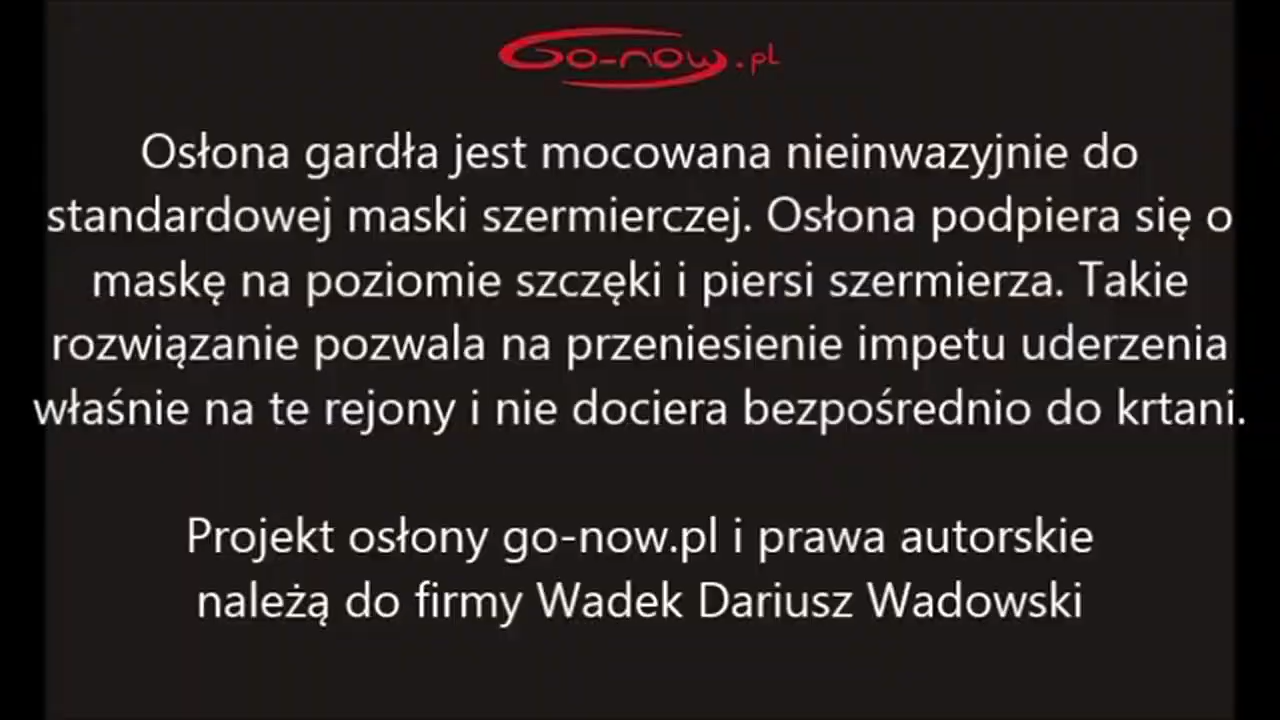 Go-now.pl
Osłona gardła jest mocowana nieinwazyjnie do
standardowej maski szermierczej. Osłona podpiera się o
maskę na poziomie szczęki i piersi szermierza. Takie
rozwiązanie pozwala na przeniesienie impetu uderzenia
właśnie na te rejony i nie dociera bezpośrednio do krtani.
Projekt osłony go-now.pl i prawa autorskie
należą do firmy Wadek Dariusz Wadowski